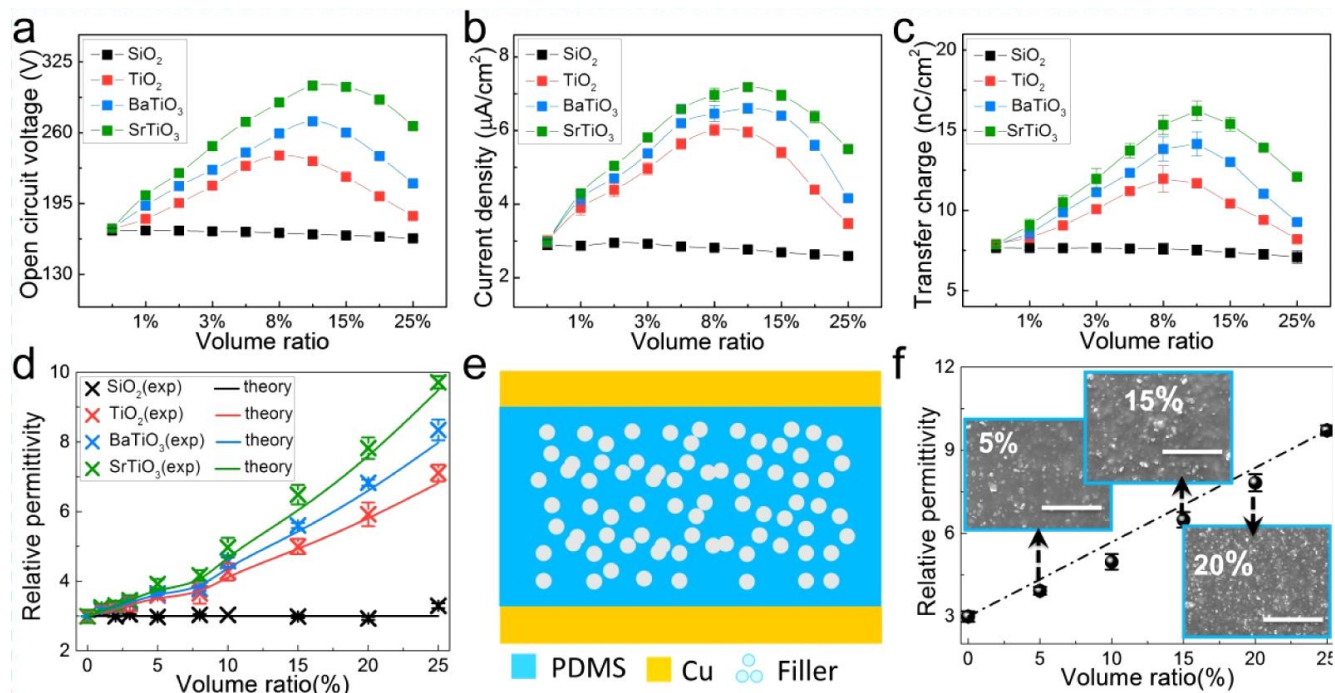 a
Open circuit voltage (V)
325
260
195
130
SiO₂
TiO₂
BaTiO₃
SrTiO₃
1% 3% 8% 15% 25%
Volume ratio
b
Current density (μA/cm²)
8
6
4
2
SiO₂
TiO₂
BaTiO₃
SrTiO₃
1% 3% 8% 15% 25%
Volume ratio
c
Transfer charge (nC/cm²)
20
15
10
5
SiO₂
TiO₂
BaTiO₃
SrTiO₃
1% 3% 8% 15% 25%
Volume ratio
d
Relative permittivity
10
8
6
4
2
SiO₂(exp) theory
TiO₂(exp) theory
BaTiO₃(exp) theory
SrTiO₃(exp) theory
0 5 10 15 20 25
Volume ratio(%)
e
PDMS Cu Filler
f
Relative permittivity
12
9
6
3
5%
15%
20%
0 5 10 15 20 25
Volume ratio(%)